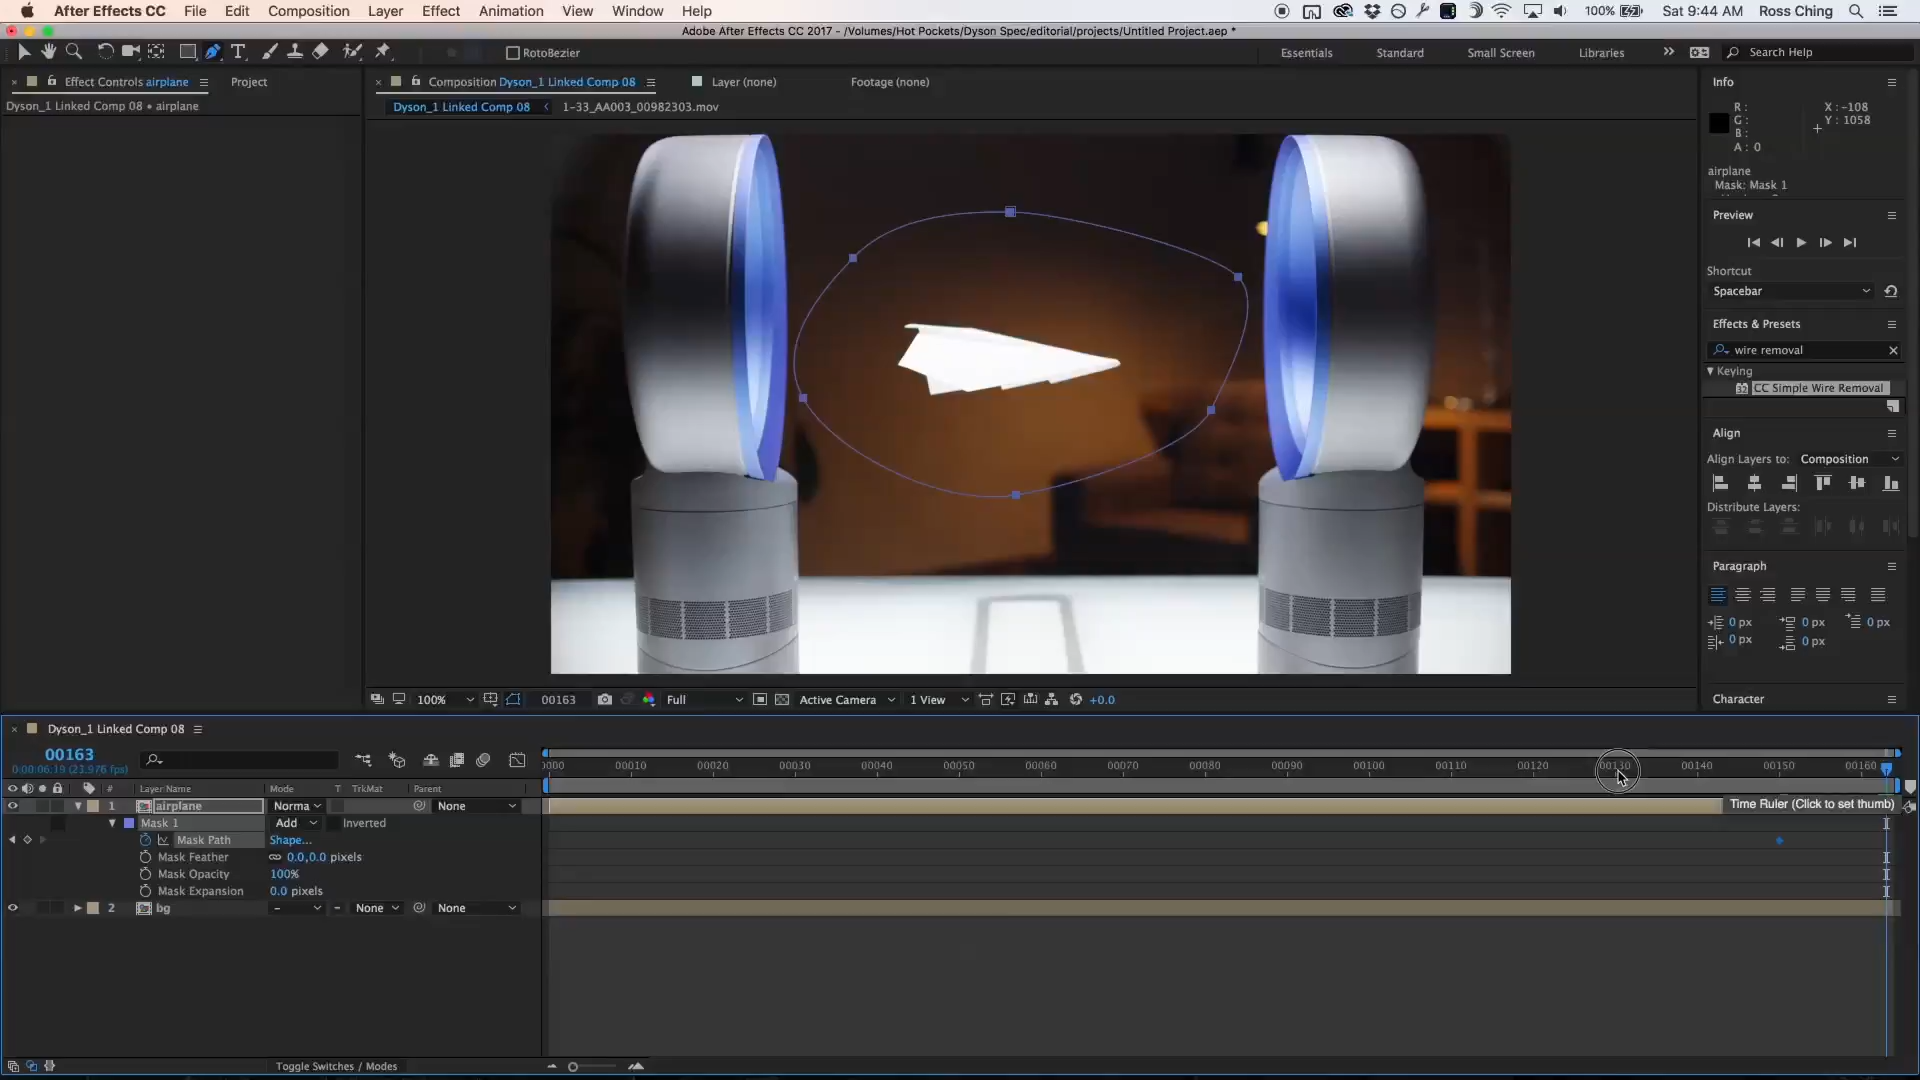 After Effects CC File Edit Composition Layer Effect Animation View Window Help 100% Sat 9:44 AM Ross Ching
Adobe After Effects CC 2017 - /Volumes/Hot Pockets/Dyson Spec/editorial/projects/Untitled Project.aep *
RotoBezier Essentials Standard Small Screen Libraries Search Help
Effect Controls airplane Project Composition Dyson_1 Linked Comp 08 Layer (none) Footage (none) Info
Dyson_1 Linked Comp 08 • airplane Dyson_1 Linked Comp 08 1-33_AA003_00982303.mov
R :
G :
B :
A : 0
X : -108
Y : 1058
airplane
Mask: Mask 1
Preview
Shortcut
Spacebar
Effects & Presets
wire removal
Keying
CC Simple Wire Removal
Align
Align Layers to: Composition
Distribute Layers:
Paragraph
0 px 0 px 0 px
0 px 0 px
Character
100% 00163 Full Active Camera 1 View +0.0
Dyson_1 Linked Comp 08
00163
0:00:06:19 (23.976 fps)
0000 00010 00020 00030 00040 00050 00060 00070 00080 00090 00100 00110 00120 00130 00140 00150 00160
# Layer Name Mode T TrkMat Parent
1 airplane Norma None
Time Ruler (Click to set thumb)
Mask 1 Add Inverted
Mask Path Shape...
Mask Feather 0.0,0.0 pixels
Mask Opacity 100%
Mask Expansion 0.0 pixels
2 bg - None None
Toggle Switches / Modes